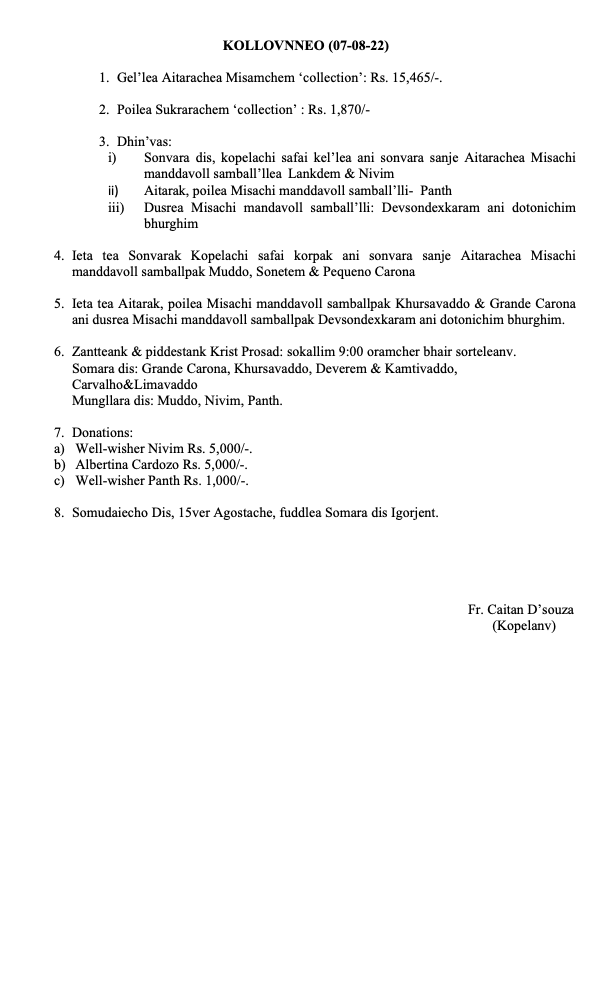 KOLLOVNNEO (07-08-22)
1. Gel’lea Aitarachea Misamchem ‘collection’: Rs. 15,465/-.
2. Poilea Sukrarachem ‘collection’ : Rs. 1,870/-
3. Dhin’vas:
i) Sonvara dis, kopelachi safai kel’lea ani sonvara sanje Aitarachea Misachi
manddavoll samball’llea Lankdem & Nivim
ii) Aitarak, poilea Misachi manddavoll samball’lli- Panth
iii) Dusrea Misachi mandavoll samball’lli: Devsondexkaram ani dotonichim
bhurghim
4. Ieta tea Sonvarak Kopelachi safai korpak ani sonvara sanje Aitarachea Misachi
manddavoll samballpak Muddo, Sonetem & Pequeno Carona
5. Ieta tea Aitarak, poilea Misachi manddavoll samballpak Khursavaddo & Grande Carona
ani dusrea Misachi manddavoll samballpak Devsondexkaram ani dotonichim bhurghim.
6. Zantteank & piddestank Krist Prosad: sokallim 9:00 oramcher bhair sorteleanv.
Somara dis: Grande Carona, Khursavaddo, Deverem & Kamtivaddo,
Carvalho&Limavaddo
Mungllara dis: Muddo, Nivim, Panth.
7. Donations:
a) Well-wisher Nivim Rs. 5,000/-.
b) Albertina Cardozo Rs. 5,000/-.
c) Well-wisher Panth Rs. 1,000/-.
8. Somudaiecho Dis, 15ver Agostache, fuddlea Somara dis Igorjent.
Fr. Caitan D’souza
(Kopelanv)